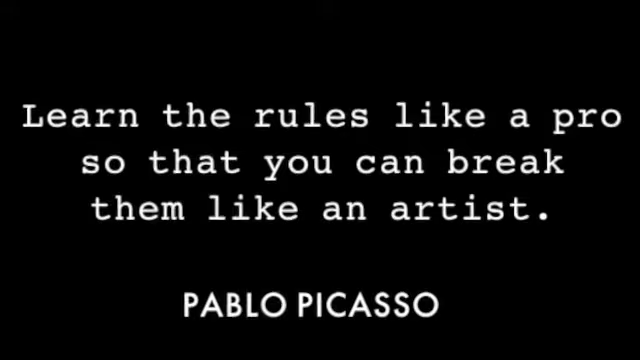 Learn the rules like a pro
so that you can break
them like an artist.
PABLO PICASSO